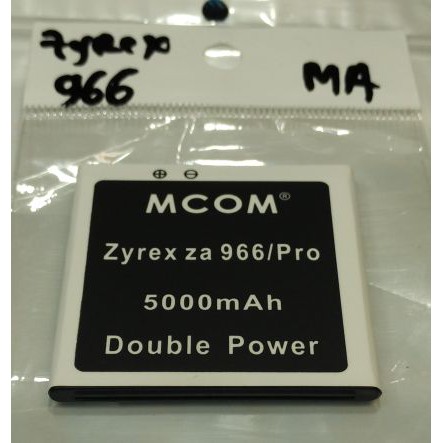 Zyrex
966
MA
⊕ ⊖
MCOM®
Zyrex za 966/Pro
5000mAh
Double Power